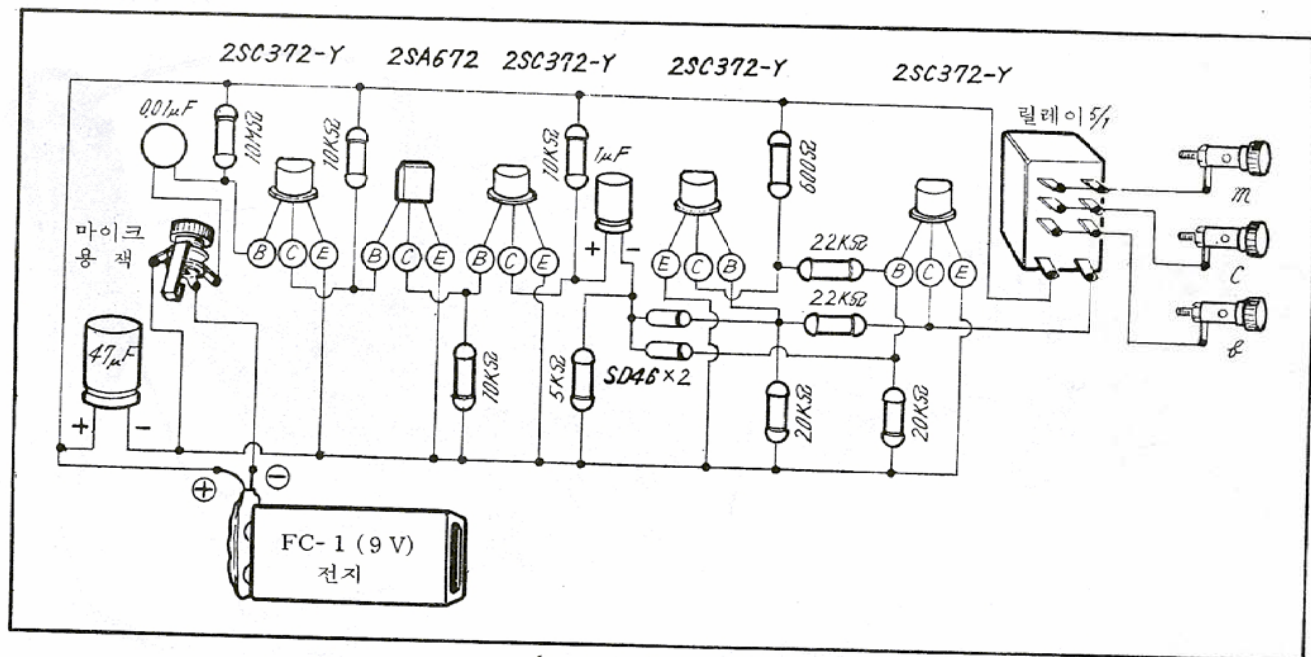 2SC372-Y 2SA672 2SC372-Y 2SC372-Y 2SC372-Y
0.01μF
10MΩ
10KΩ
10KΩ
1μF
600Ω
릴레이 5/1
m
마이크
용 잭
B C E B C E B C E
+ -
E C B
22KΩ
B C E
C
22KΩ
b
47μF
+ -
10KΩ
5KΩ
SD46×2
20KΩ
20KΩ
⊕ ⊖
FC-1 (9V)
전지